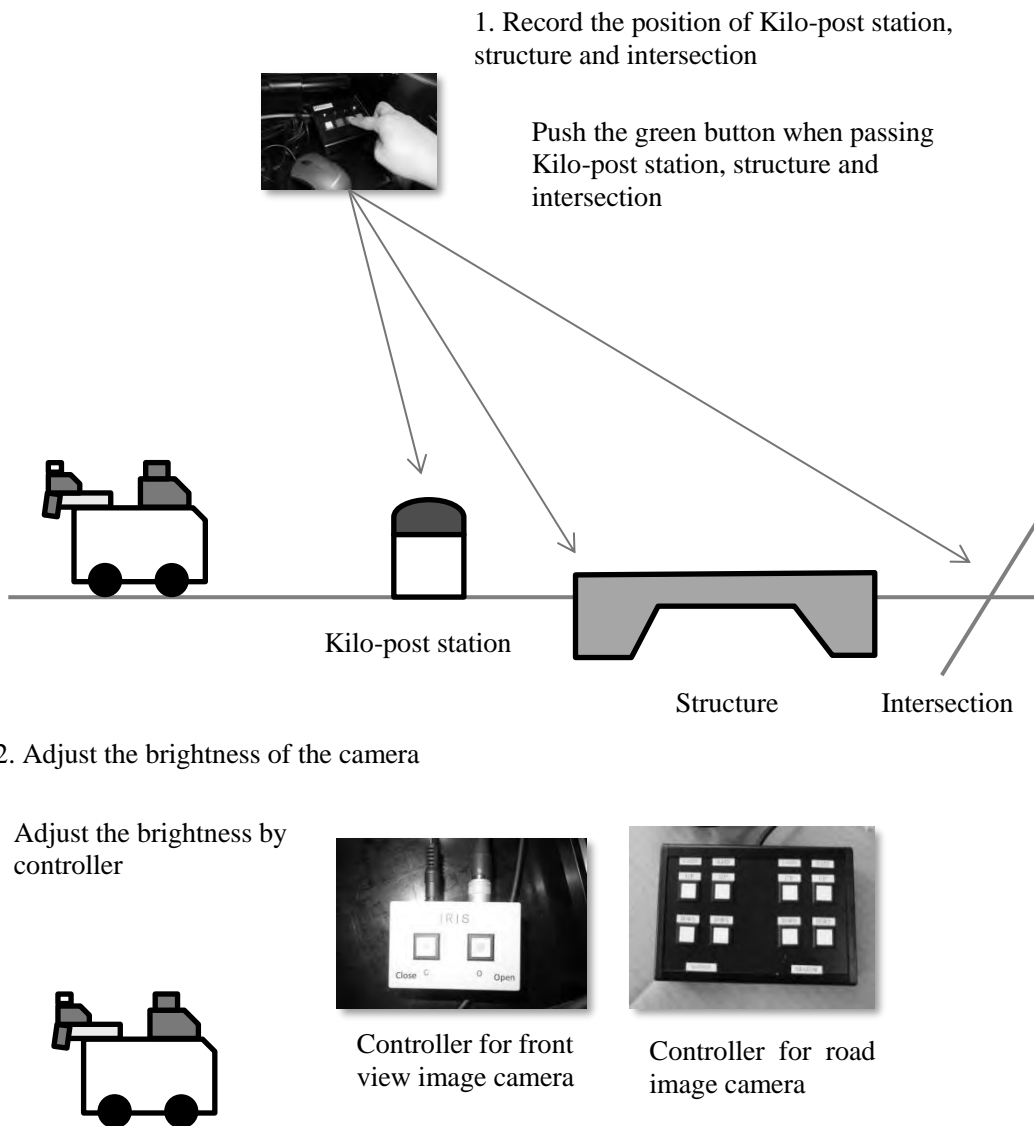 1. Record the position of Kilo-post station,
structure and intersection
Push the green button when passing
Kilo-post station, structure and
intersection
Kilo-post station
Structure
Intersection
2. Adjust the brightness of the camera
Adjust the brightness by
controller
IRIS
Close C O Open
Controller for front
view image camera
Controller for road
image camera